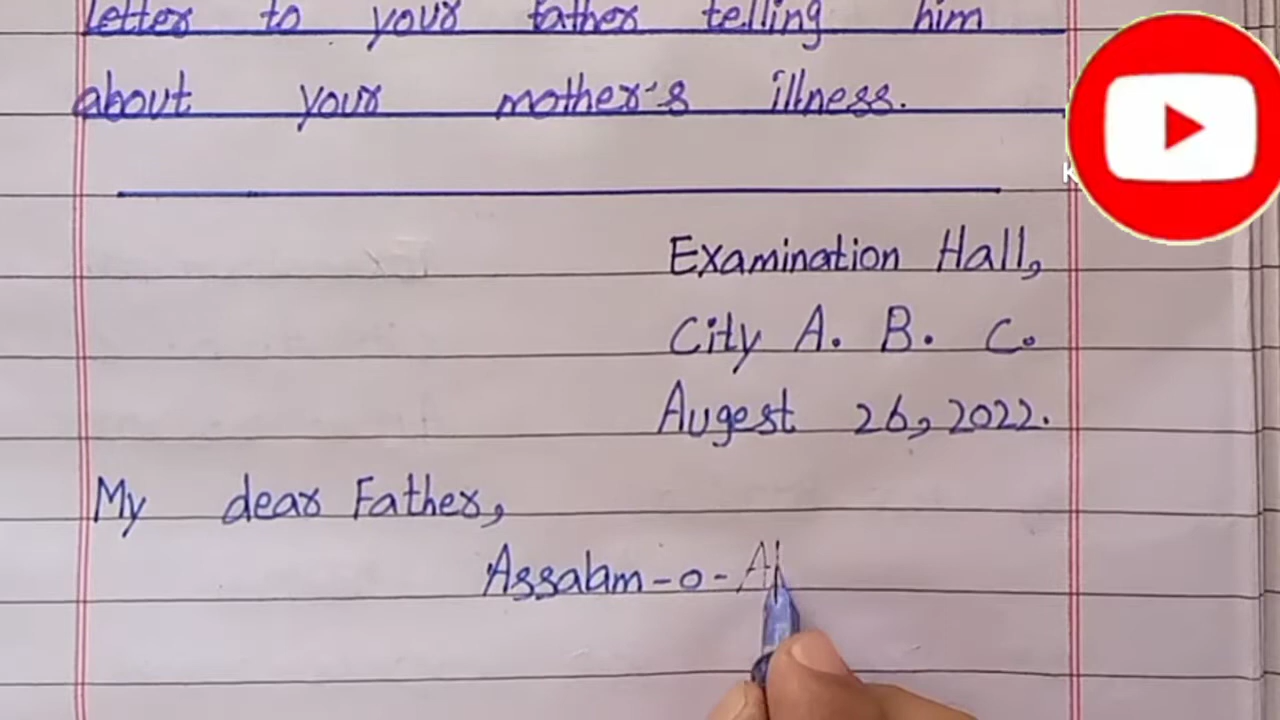 letter to your father telling him
about your mother's illness.
Examination Hall,
City A. B. C.
Augest 26, 2022.
My dear Father,
Assalam-o-Al